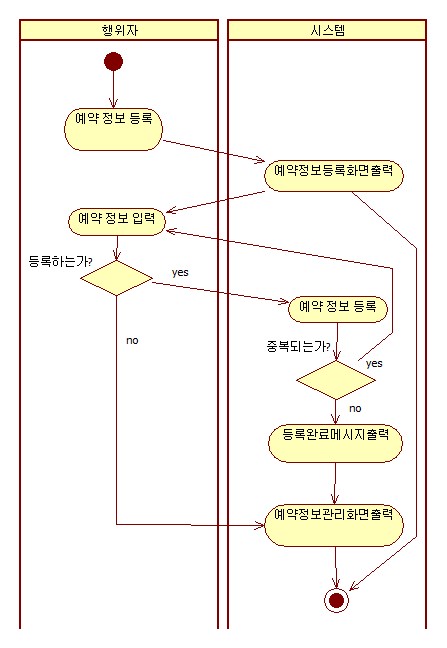 행위자
시스템
예약 정보 등록
예약정보등록화면출력
예약 정보 입력
등록하는가?
yes
예약 정보 등록
no
중복되는가?
yes
no
등록완료메시지출력
예약정보관리화면출력